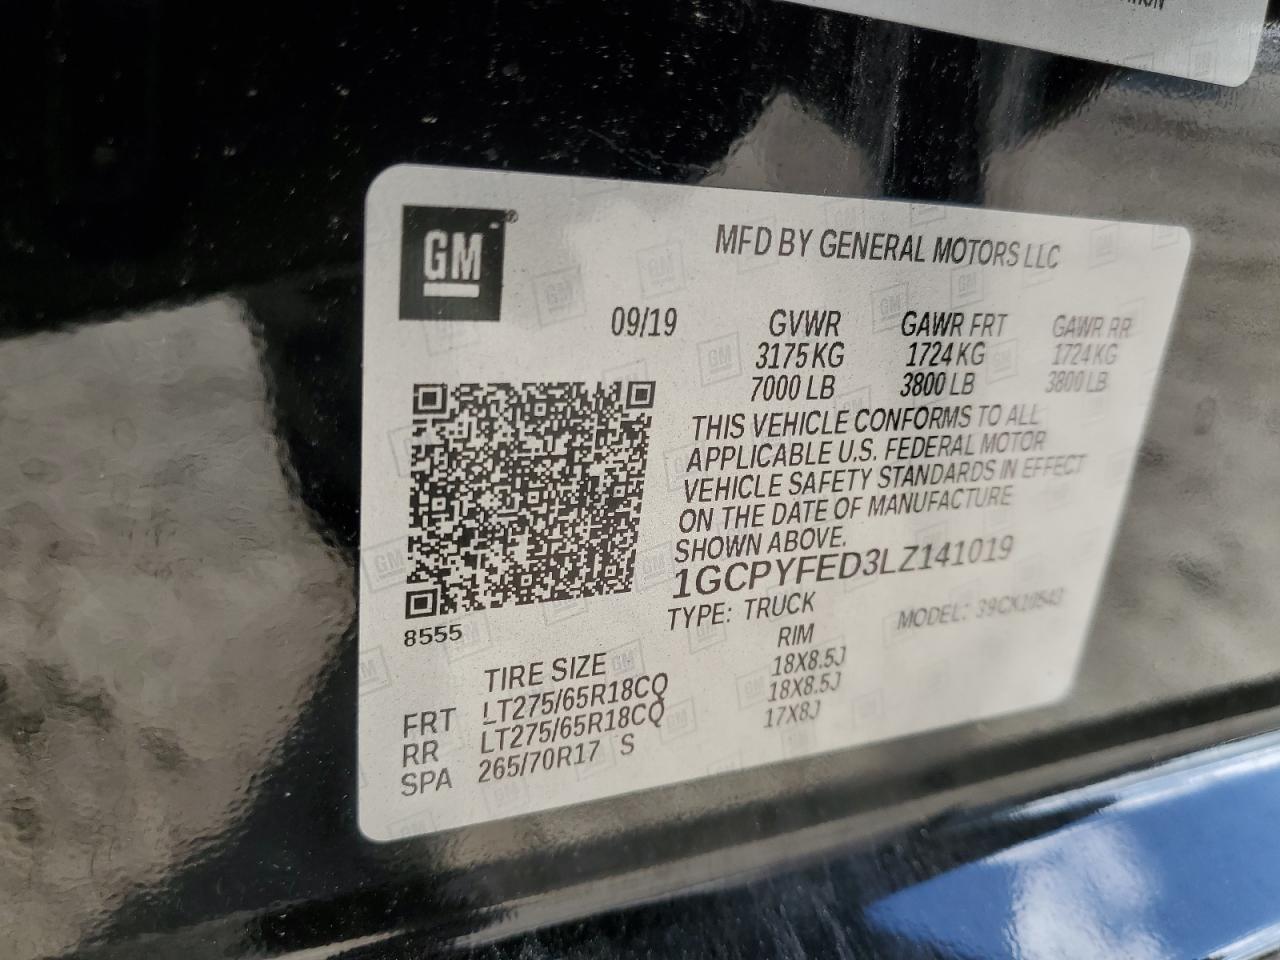 GM
MFD BY GENERAL MOTORS LLC
09/19 GVWR GAWR FRT GAWR RR
3175 KG 1724 KG 1724 KG
7000 LB 3800 LB 3800 LB
THIS VEHICLE CONFORMS TO ALL
APPLICABLE U.S. FEDERAL MOTOR
VEHICLE SAFETY STANDARDS IN EFFECT
ON THE DATE OF MANUFACTURE
SHOWN ABOVE.
1GCPYFED3LZ141019
TYPE: TRUCK MODEL:
8555
TIRE SIZE RIM
FRT LT275/65R18CQ 18X8.5J
RR LT275/65R18CQ 18X8.5J
SPA 265/70R17 S 17X8J